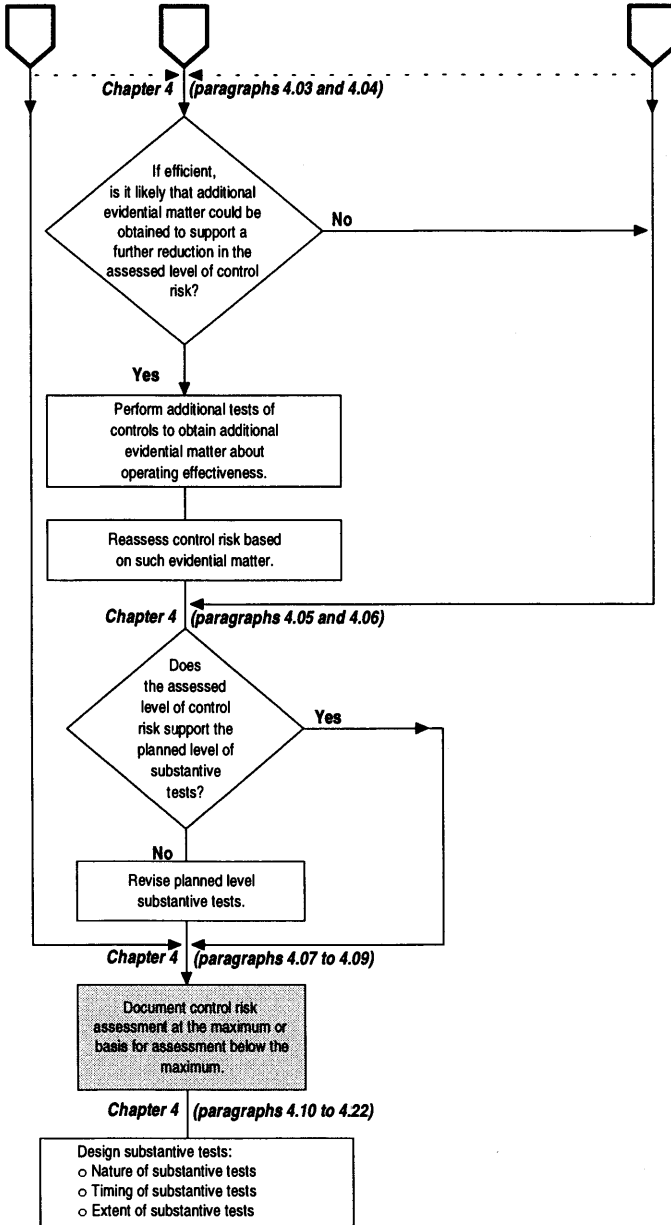 Chapter 4 (paragraphs 4.03 and 4.04)
If efficient,
is it likely that additional
evidential matter could be
obtained to support a
further reduction in the
assessed level of control
risk?
No
Yes
Perform additional tests of
controls to obtain additional
evidential matter about
operating effectiveness.
Reassess control risk based
on such evidential matter.
Chapter 4 (paragraphs 4.05 and 4.06)
Does
the assessed
level of control
risk support the
planned level of
substantive
tests?
Yes
No
Revise planned level
substantive tests.
Chapter 4 (paragraphs 4.07 to 4.09)
Document control risk
assessment at the maximum or
basis for assessment below the
maximum.
Chapter 4 (paragraphs 4.10 to 4.22)
Design substantive tests:
o Nature of substantive tests
o Timing of substantive tests
o Extent of substantive tests